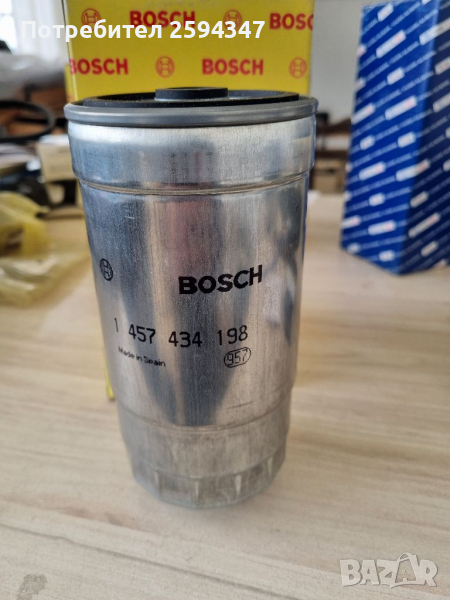 Потребител 2594347
BOSCH
BOSCH
BOSCH
BOSCH
BOSCH
1 457 434 198
Made in Spain
957
BAZAR